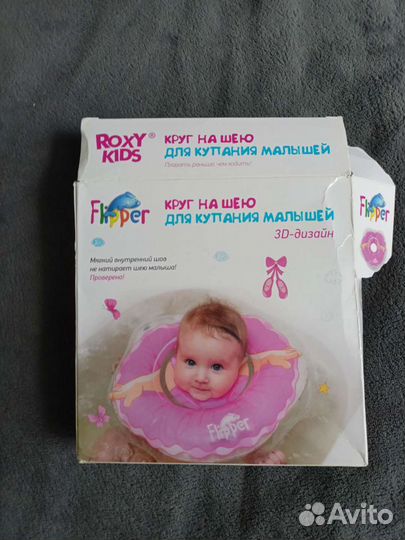 ROXY® KIDS
КРУГ НА ШЕЮ
ДЛЯ КУПАНИЯ МАЛЫШЕЙ
Плавать раньше, чем ходить!
Flipper
КРУГ НА ШЕЮ
ДЛЯ КУПАНИЯ МАЛЫШЕЙ
3D-дизайн
Мягкий внутренний шов
не натирает шею малыша!
Проверено!
Flipper
Avito